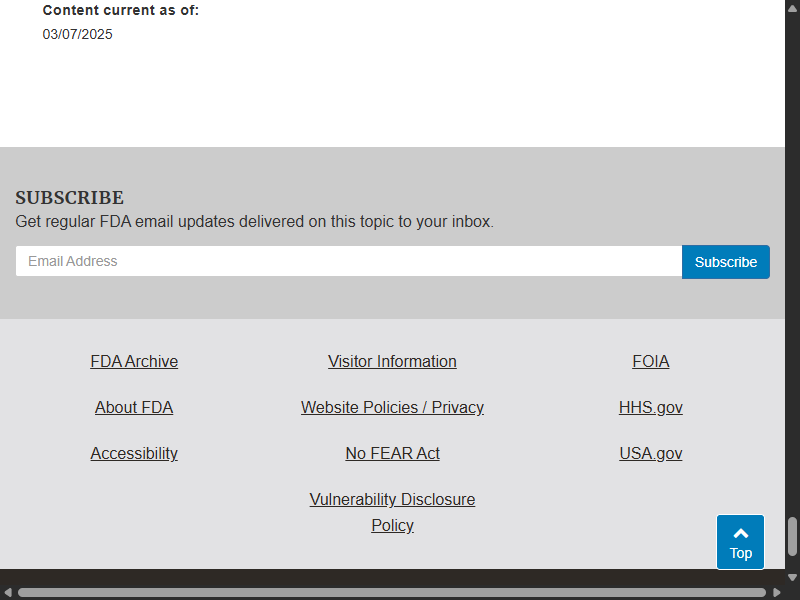 Content current as of:
03/07/2025
SUBSCRIBE
Get regular FDA email updates delivered on this topic to your inbox.
Email Address
Subscribe
FDA Archive
Visitor Information
FOIA
About FDA
Website Policies / Privacy
HHS.gov
Accessibility
No FEAR Act
USA.gov
Vulnerability Disclosure
Policy
Top